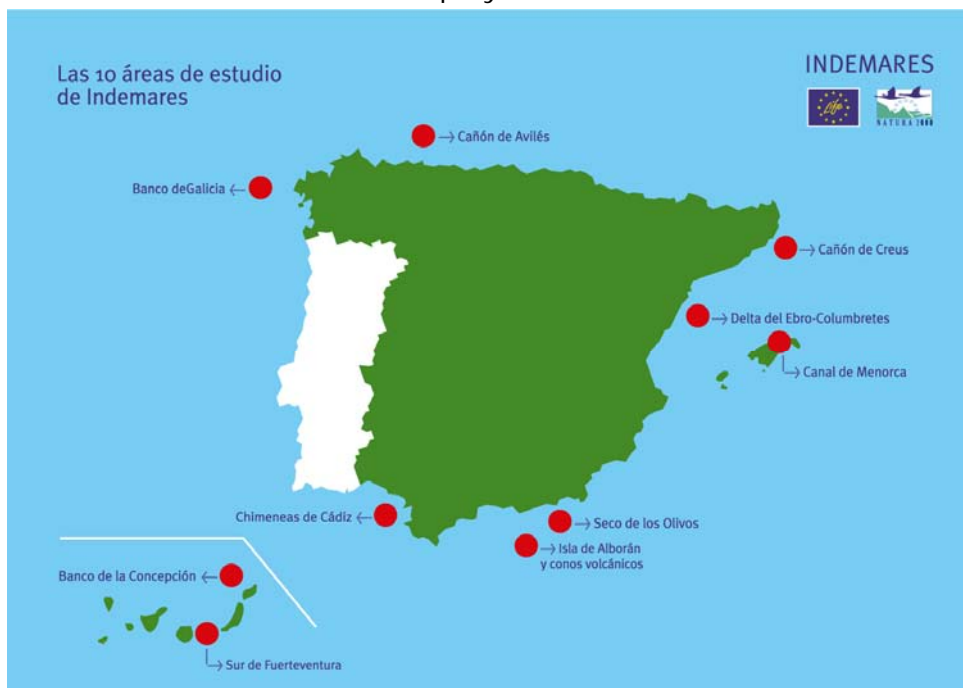 Las 10 áreas de estudio
de Indemares
INDEMARES
Life
NATURA 2000
Cañón de Avilés
Banco deGalicia
Cañón de Creus
Delta del Ebro-Columbretes
Canal de Menorca
Chimeneas de Cádiz
Seco de los Olivos
Isla de Alborán
y conos volcánicos
Banco de la Concepción
Sur de Fuerteventura